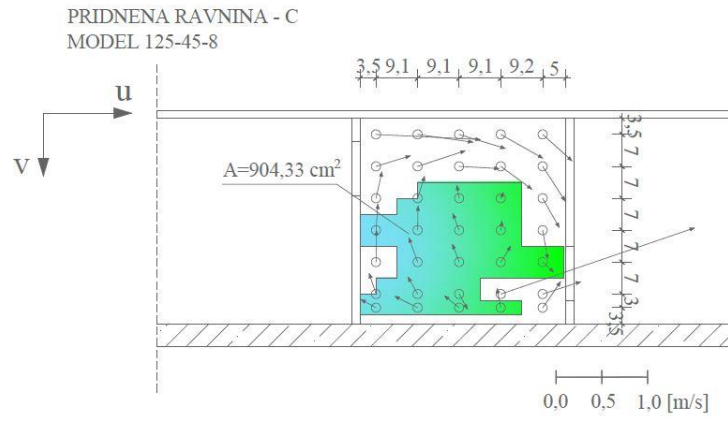 PRIDNENA RAVNINA - C
MODEL 125-45-8
3,5 9,1 9,1 9,1 9,2 5
u
v
A=904,33 cm²
3,5 7 7 7 7 7 3 3,5
0,0 0,5 1,0 [m/s]